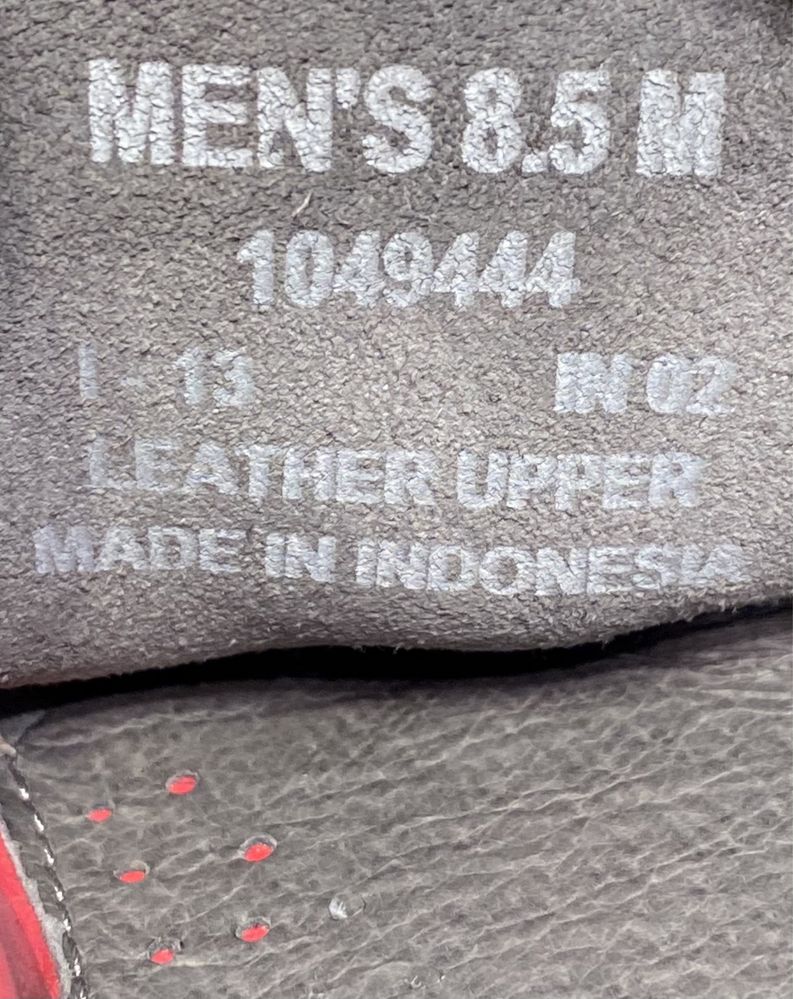 MEN'S 8.5 M
1049444
I - 13 IN 02
LEATHER UPPER
MADE IN INDONESIA